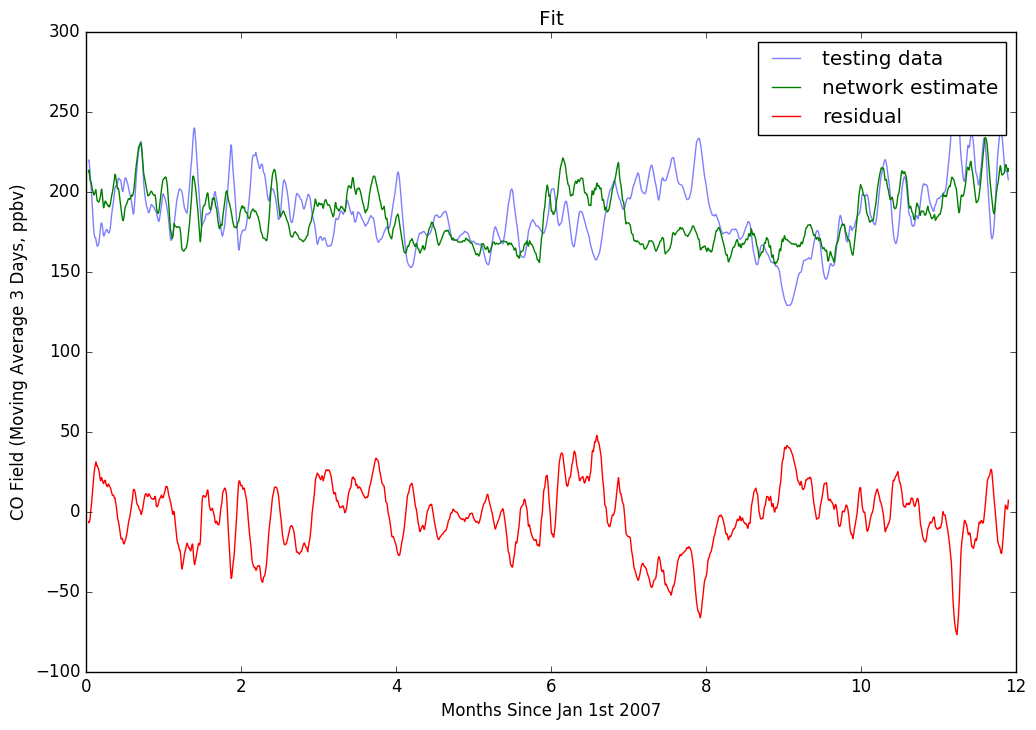 Fit
300
250
200
150
100
50
0
−50
−100
CO Field (Moving Average 3 Days, ppbv)
testing data
network estimate
residual
0 2 4 6 8 10 12
Months Since Jan 1st 2007